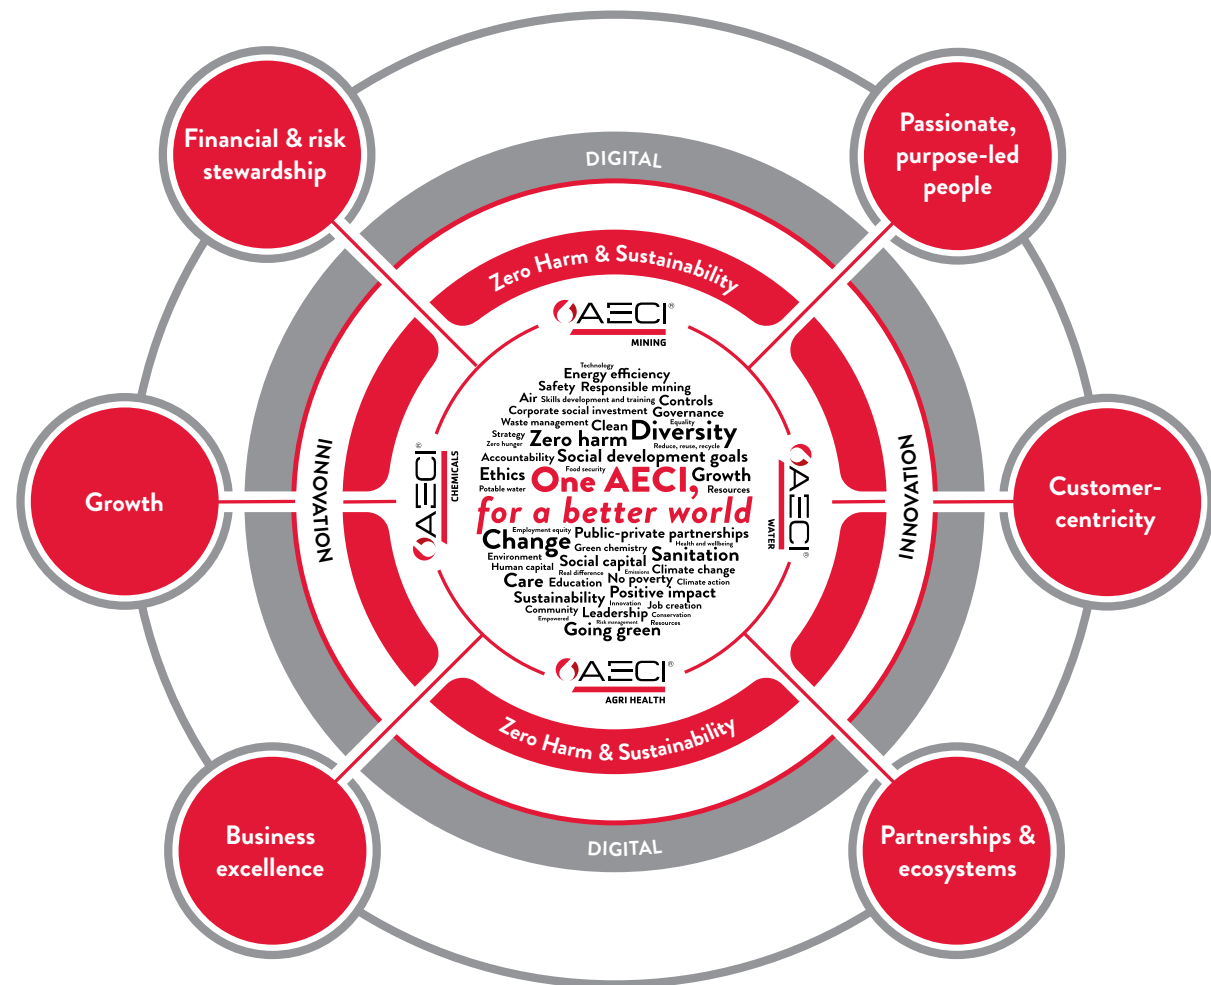 Financial & risk
stewardship
Passionate,
purpose-led
people
DIGITAL
Zero Harm & Sustainability
AECI®
MINING
Technology
Energy efficiency
Safety Responsible mining
Air Skills development and training Controls
Corporate social investment Governance
Waste management Clean Equality
Strategy Zero harm Diversity
Zero hunger Reduce, reuse, recycle
Accountability Social development goals
Ethics Food security Growth
One AECI,
Potable water Resources
for a better world
Employment equity Public-private partnerships
Change Green chemistry Health and wellbeing
Environment Social capital Sanitation
Human capital Real difference Emissions Climate change
Care Education No poverty Climate action
Sustainability Positive impact
Community Innovation Job creation
Empowered Leadership Conservation
Risk management Resources
Going green
AECI®
CHEMICALS
AECI®
WATER
INNOVATION
INNOVATION
Growth
Customer-
centricity
AECI®
AGRI HEALTH
Zero Harm & Sustainability
DIGITAL
Business
excellence
Partnerships &
ecosystems